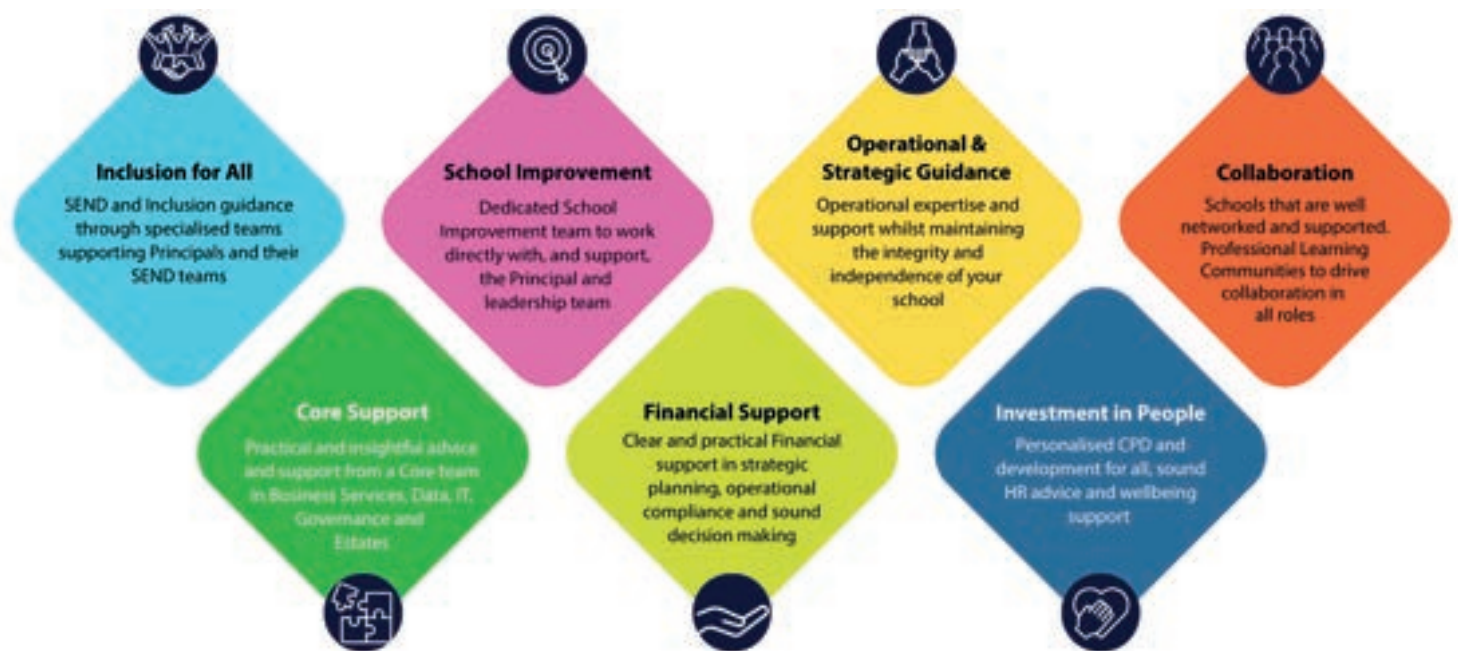 Inclusion for All
SEND and Inclusion guidance
through specialised teams
supporting Principals and their
SEND teams
School Improvement
Dedicated School
Improvement team to work
directly with, and support,
the Principal and
leadership team
Operational &
Strategic Guidance
Operational expertise and
support whilst maintaining
the integrity and
independence of your
school
Collaboration
Schools that are well
networked and supported.
Professional Learning
Communities to drive
collaboration in
all roles
Core Support
Practical and insightful advice
and support from a Core team
in Business Services, Data, IT,
Governance and
Estates
Financial Support
Clear and practical Financial
support in strategic
planning, operational
compliance and sound
decision making
Investment in People
Personalised CPD and
development for all, sound
HR advice and wellbeing
support